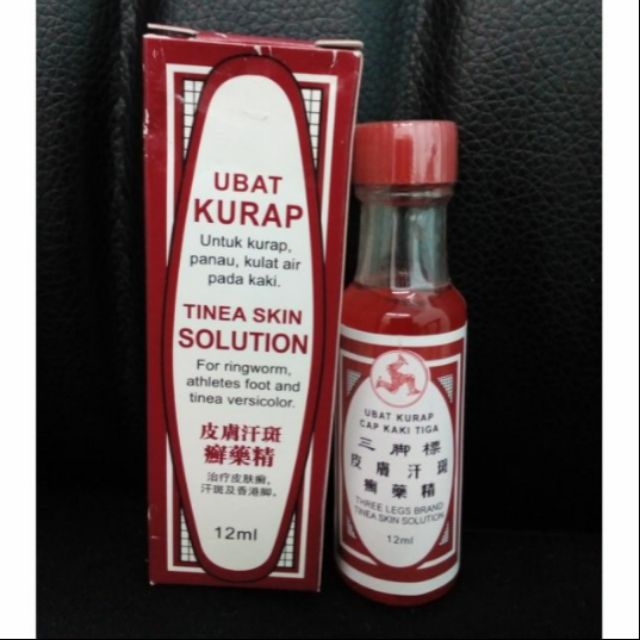 UBAT
KURAP
Untuk kurap,
panau, kulat air
pada kaki.
TINEA SKIN
SOLUTION
For ringworm,
athletes foot and
tinea versicolor.
皮膚汗斑
癬藥精
治疗皮肤癣,
汗斑及香港脚。
12ml
UBAT KURAP
CAP KAKI TIGA
三脚標
皮膚汗斑
癬藥精
THREE LEGS BRAND
TINEA SKIN SOLUTION
12ml